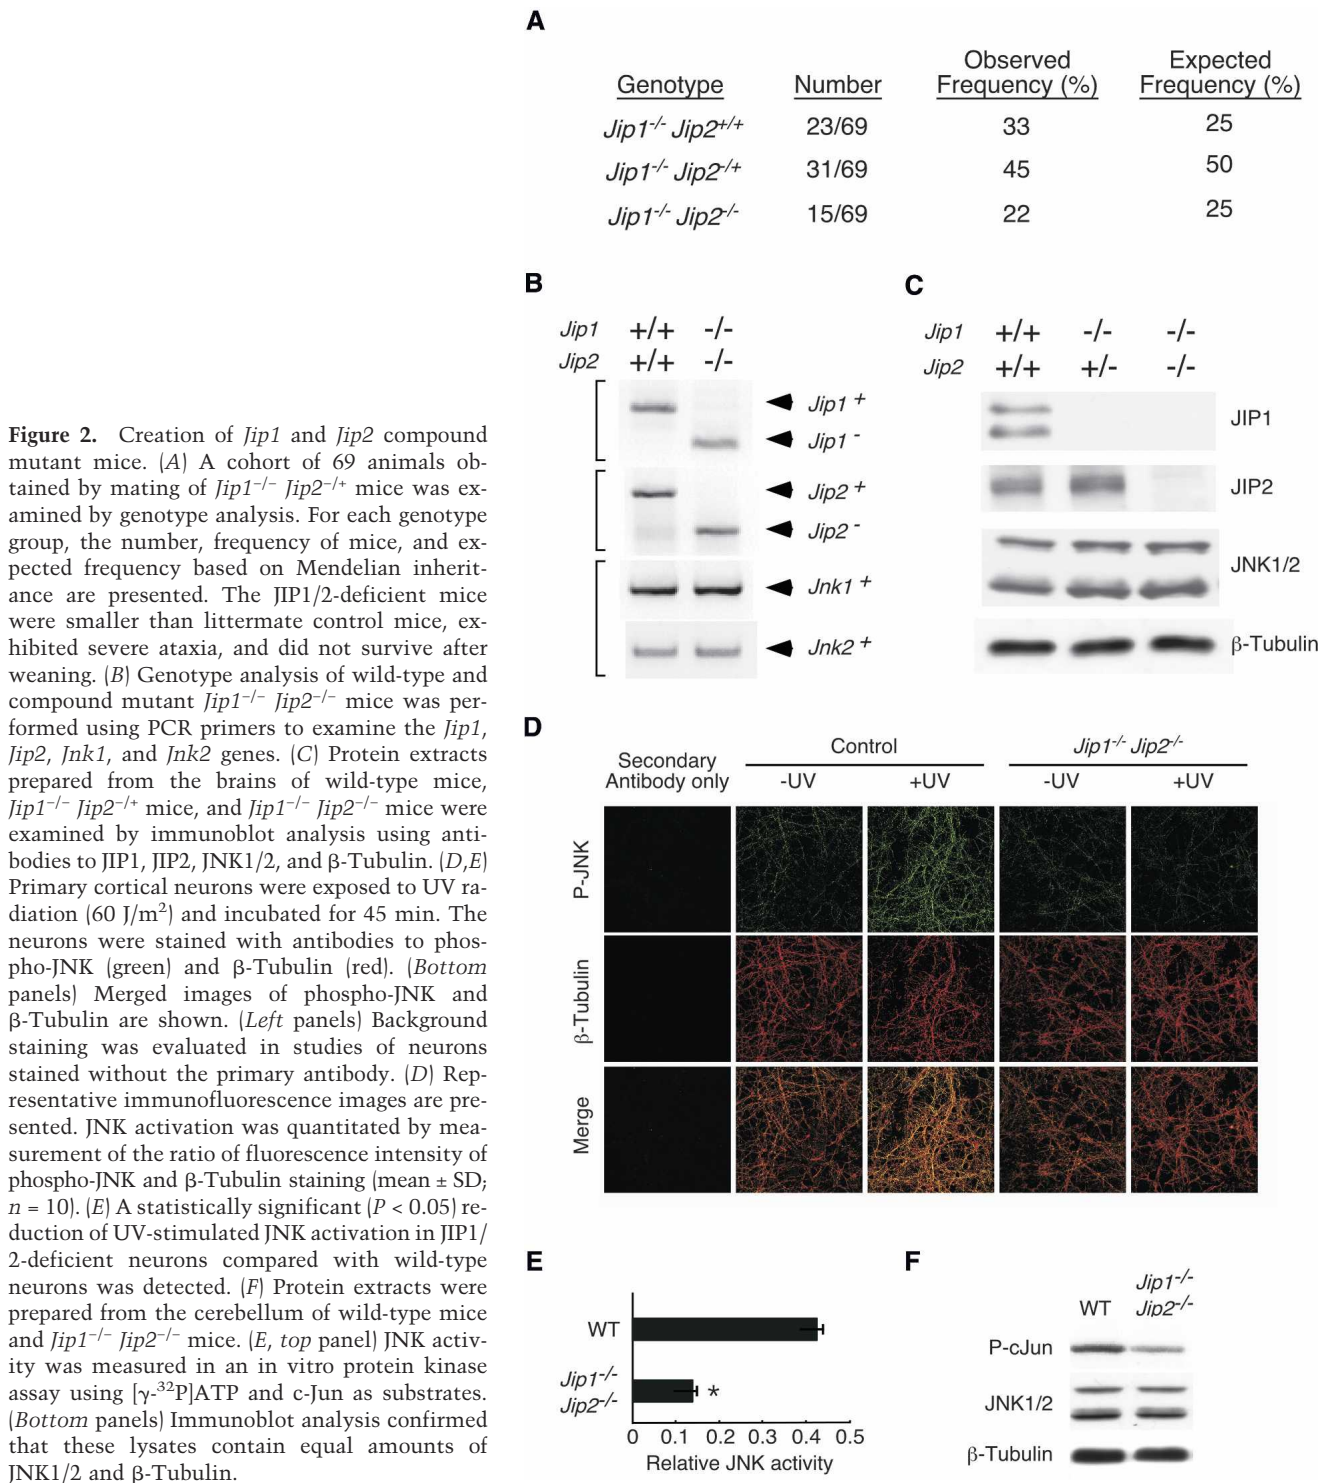 A
Genotype Number Observed Frequency (%) Expected Frequency (%)
Jip1-/- Jip2+/+ 23/69 33 25
Jip1-/- Jip2-/+ 31/69 45 50
Jip1-/- Jip2-/- 15/69 22 25
B
Jip1 +/+ -/-
Jip2 +/+ -/-
Jip1 +
Jip1 -
Jip2 +
Jip2 -
Jnk1 +
Jnk2 +
C
Jip1 +/+ -/- -/-
Jip2 +/+ +/- -/-
JIP1
JIP2
JNK1/2
β-Tubulin
Figure 2. Creation of Jip1 and Jip2 compound
mutant mice. (A) A cohort of 69 animals ob-
tained by mating of Jip1−/− Jip2−/+ mice was ex-
amined by genotype analysis. For each genotype
group, the number, frequency of mice, and ex-
pected frequency based on Mendelian inherit-
ance are presented. The JIP1/2-deficient mice
were smaller than littermate control mice, ex-
hibited severe ataxia, and did not survive after
weaning. (B) Genotype analysis of wild-type and
compound mutant Jip1−/− Jip2−/− mice was per-
formed using PCR primers to examine the Jip1,
Jip2, Jnk1, and Jnk2 genes. (C) Protein extracts
prepared from the brains of wild-type mice,
Jip1−/− Jip2−/+ mice, and Jip1−/− Jip2−/− mice were
examined by immunoblot analysis using anti-
bodies to JIP1, JIP2, JNK1/2, and β-Tubulin. (D,E)
Primary cortical neurons were exposed to UV ra-
diation (60 J/m2) and incubated for 45 min. The
neurons were stained with antibodies to phos-
pho-JNK (green) and β-Tubulin (red). (Bottom
panels) Merged images of phospho-JNK and
β-Tubulin are shown. (Left panels) Background
staining was evaluated in studies of neurons
stained without the primary antibody. (D) Rep-
resentative immunofluorescence images are pre-
sented. JNK activation was quantitated by mea-
surement of the ratio of fluorescence intensity of
phospho-JNK and β-Tubulin staining (mean ± SD;
n = 10). (E) A statistically significant (P < 0.05) re-
duction of UV-stimulated JNK activation in JIP1/
2-deficient neurons compared with wild-type
neurons was detected. (F) Protein extracts were
prepared from the cerebellum of wild-type mice
and Jip1−/− Jip2−/− mice. (E, top panel) JNK activ-
ity was measured in an in vitro protein kinase
assay using [γ-32P]ATP and c-Jun as substrates.
(Bottom panels) Immunoblot analysis confirmed
that these lysates contain equal amounts of
JNK1/2 and β-Tubulin.
D
Secondary Antibody only
Control
Jip1-/- Jip2-/-
-UV +UV -UV +UV
P-JNK
β-Tubulin
Merge
E
WT
Jip1-/-
Jip2-/-
*
0 0.1 0.2 0.3 0.4 0.5
Relative JNK activity
F
WT
Jip1-/-
Jip2-/-
P-cJun
JNK1/2
β-Tubulin